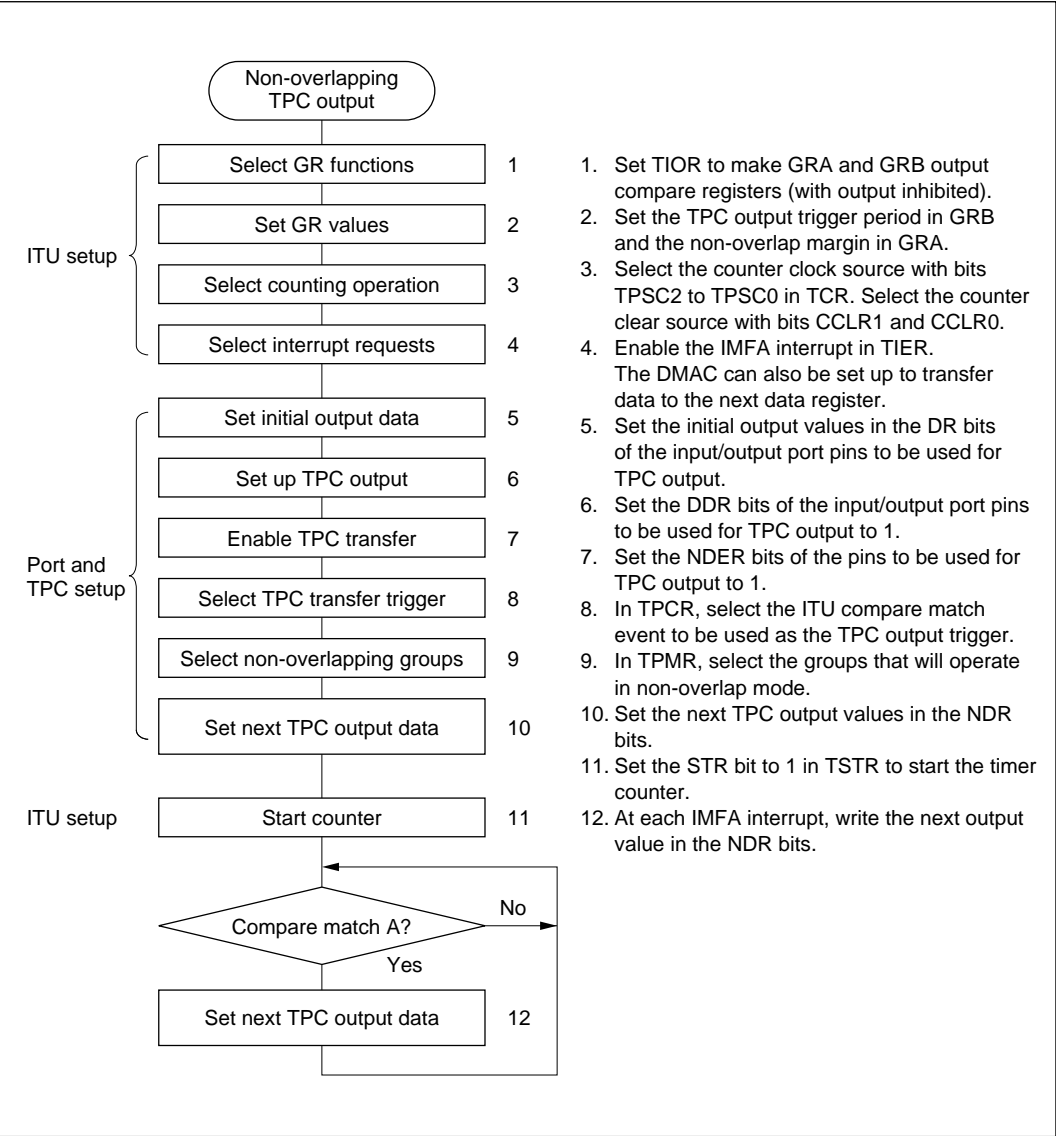 Non-overlapping
TPC output
ITU setup
Select GR functions 1
Set GR values 2
Select counting operation 3
Select interrupt requests 4
Port and
TPC setup
Set initial output data 5
Set up TPC output 6
Enable TPC transfer 7
Select TPC transfer trigger 8
Select non-overlapping groups 9
Set next TPC output data 10
ITU setup
Start counter 11
Compare match A?
No
Yes
Set next TPC output data 12
1. Set TIOR to make GRA and GRB output
compare registers (with output inhibited).
2. Set the TPC output trigger period in GRB
and the non-overlap margin in GRA.
3. Select the counter clock source with bits
TPSC2 to TPSC0 in TCR. Select the counter
clear source with bits CCLR1 and CCLR0.
4. Enable the IMFA interrupt in TIER.
The DMAC can also be set up to transfer
data to the next data register.
5. Set the initial output values in the DR bits
of the input/output port pins to be used for
TPC output.
6. Set the DDR bits of the input/output port pins
to be used for TPC output to 1.
7. Set the NDER bits of the pins to be used for
TPC output to 1.
8. In TPCR, select the ITU compare match
event to be used as the TPC output trigger.
9. In TPMR, select the groups that will operate
in non-overlap mode.
10. Set the next TPC output values in the NDR
bits.
11. Set the STR bit to 1 in TSTR to start the timer
counter.
12. At each IMFA interrupt, write the next output
value in the NDR bits.